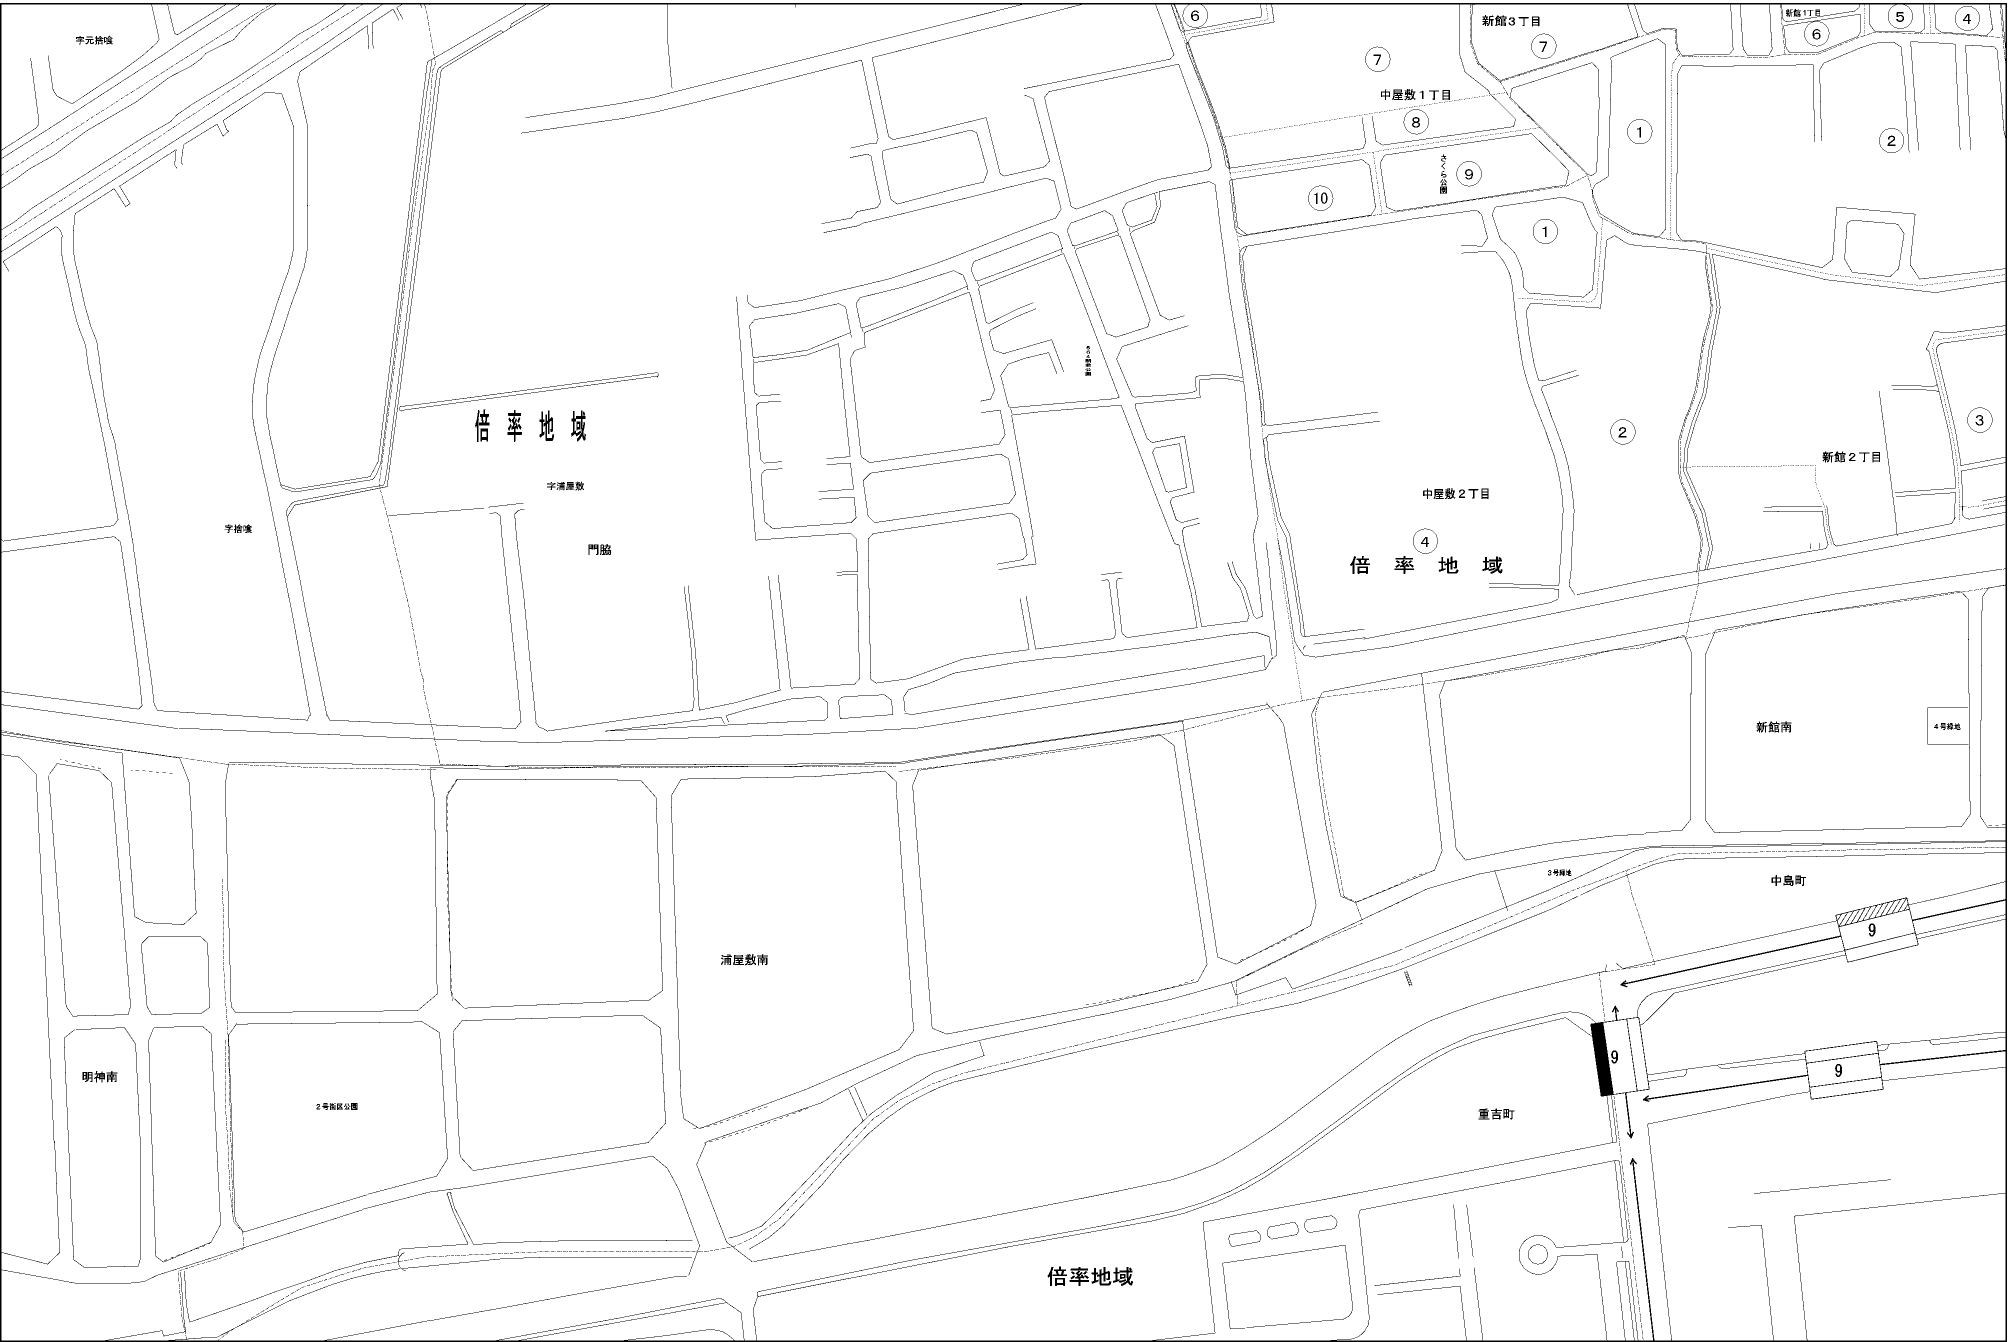 字元捨喰
6
新館3丁目
7
7
新館1丁目
6
5
4
中屋敷1丁目
8
1
2
さくら公園
9
10
1
倍率地域
字浦屋敷
2
3
新館2丁目
中屋敷2丁目
字捨喰
門脇
4
倍率地域
新館南
4号緑地
3号緑地
中島町
9
浦屋敷南
9
9
明神南
2号街区公園
重吉町
倍率地域